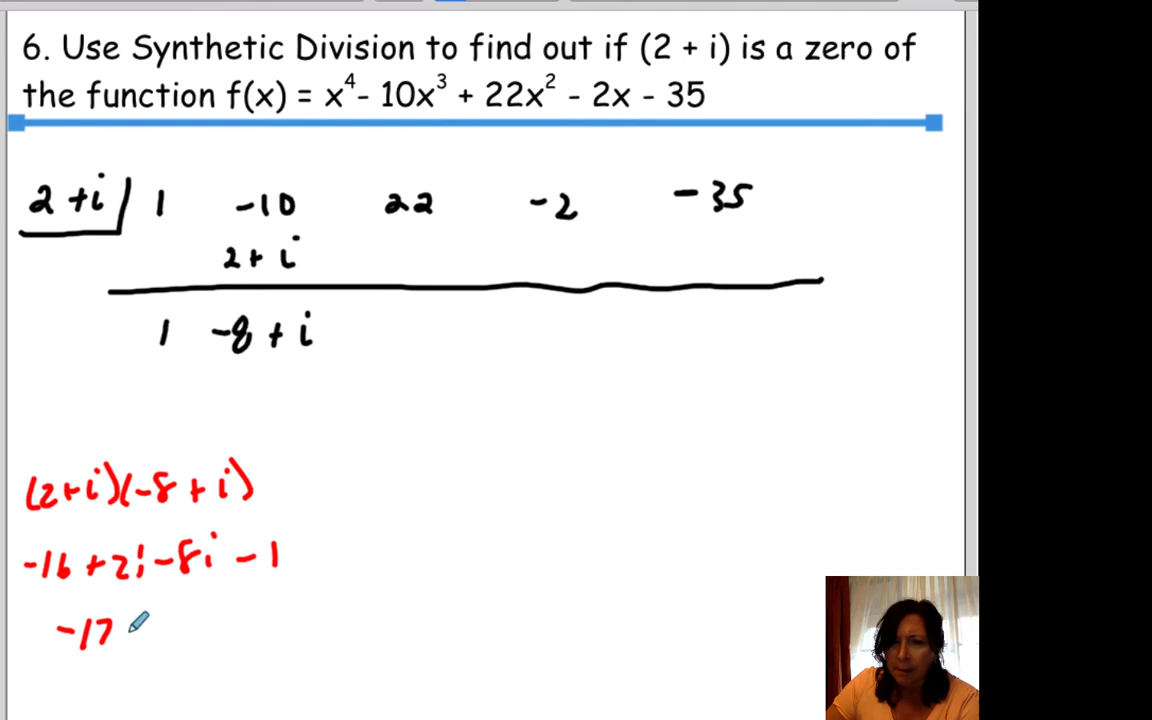 6. Use Synthetic Division to find out if (2 + i) is a zero of
the function f(x) = x⁴- 10x³ + 22x² - 2x - 35
2 + i 1 -10 22 -2 -35
2 + i
1 -8 + i
(2+i)(-8 + i)
-16 + 2i - 8i - 1
-17